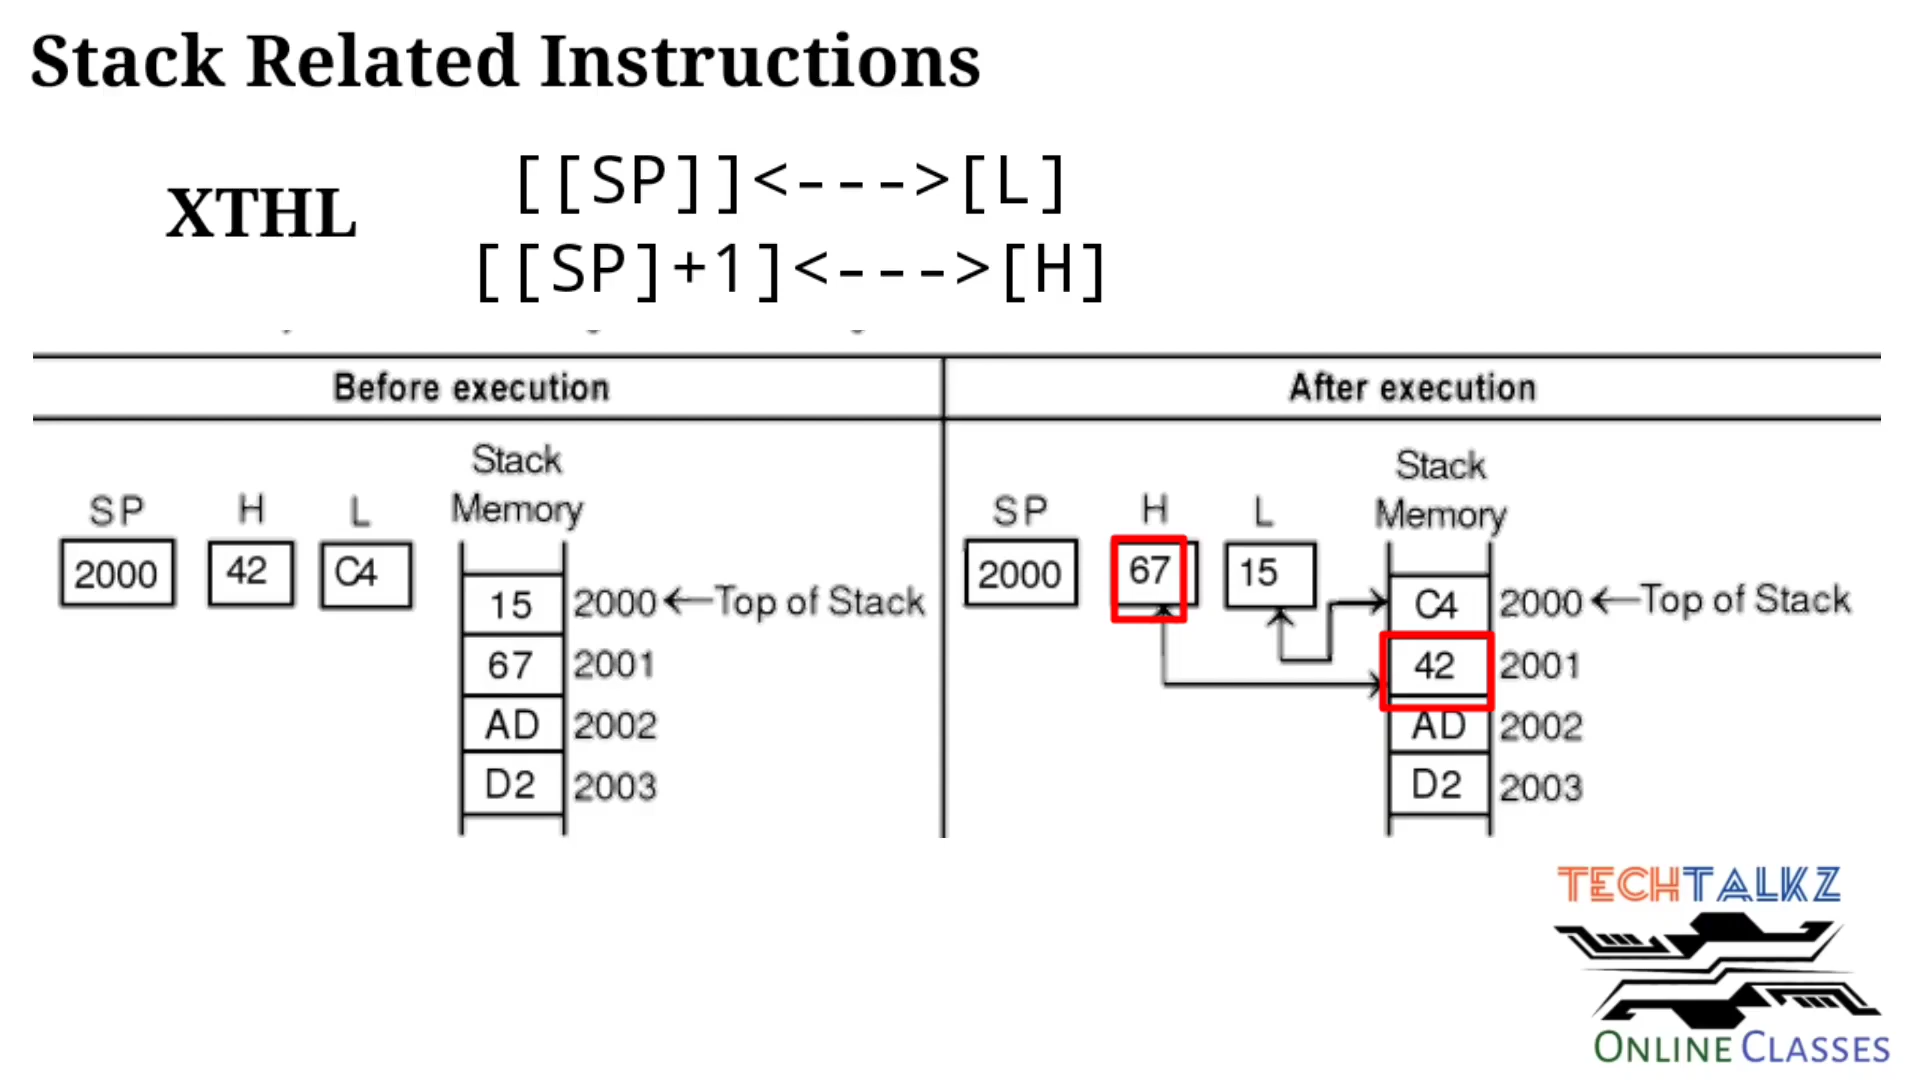 Stack Related Instructions
XTHL
[[SP]]<--->[L]
[[SP]+1]<--->[H]
Before execution
After execution
Stack
Memory
SP H L
2000 42 C4
15 2000 ←Top of Stack
67 2001
AD 2002
D2 2003
Stack
Memory
SP H L
2000 67 15
C4 2000 ←Top of Stack
42 2001
AD 2002
D2 2003
TECHTALKZ
ONLINE CLASSES